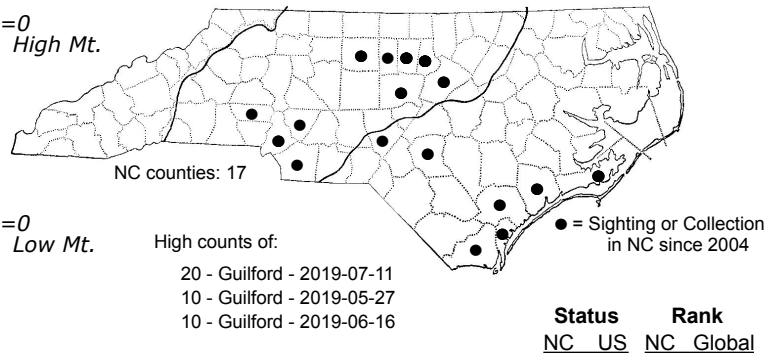 =0
High Mt.
NC counties: 17
=0
Low Mt.
High counts of:
20 - Guilford - 2019-07-11
10 - Guilford - 2019-05-27
10 - Guilford - 2019-06-16
● = Sighting or Collection
in NC since 2004
Status Rank
NC US NC Global